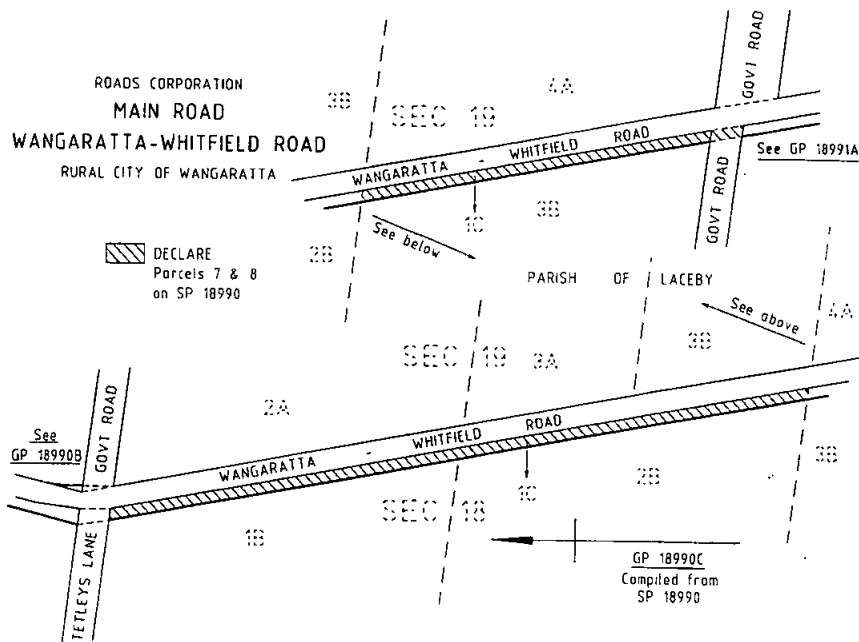 ROADS CORPORATION
MAIN ROAD
WANGARATTA-WHITFIELD ROAD
RURAL CITY OF WANGARATTA
DECLARE
Parcels 7 & 8
on SP 18990
3B
SEC 19
4A
GOVT ROAD
WANGARATTA - WHITFIELD ROAD
See GP 18991A
GOVT ROAD
1C
3B
2B
See below
PARISH OF LACEBY
See above
4A
SEC 19
3A
3B
2A
See
GP 18990B
GOVT ROAD
WANGARATTA - WHITFIELD ROAD
3B
2B
1C
SEC 18
1B
TETLEYS LANE
GP 18990C
Compiled from
SP 18990